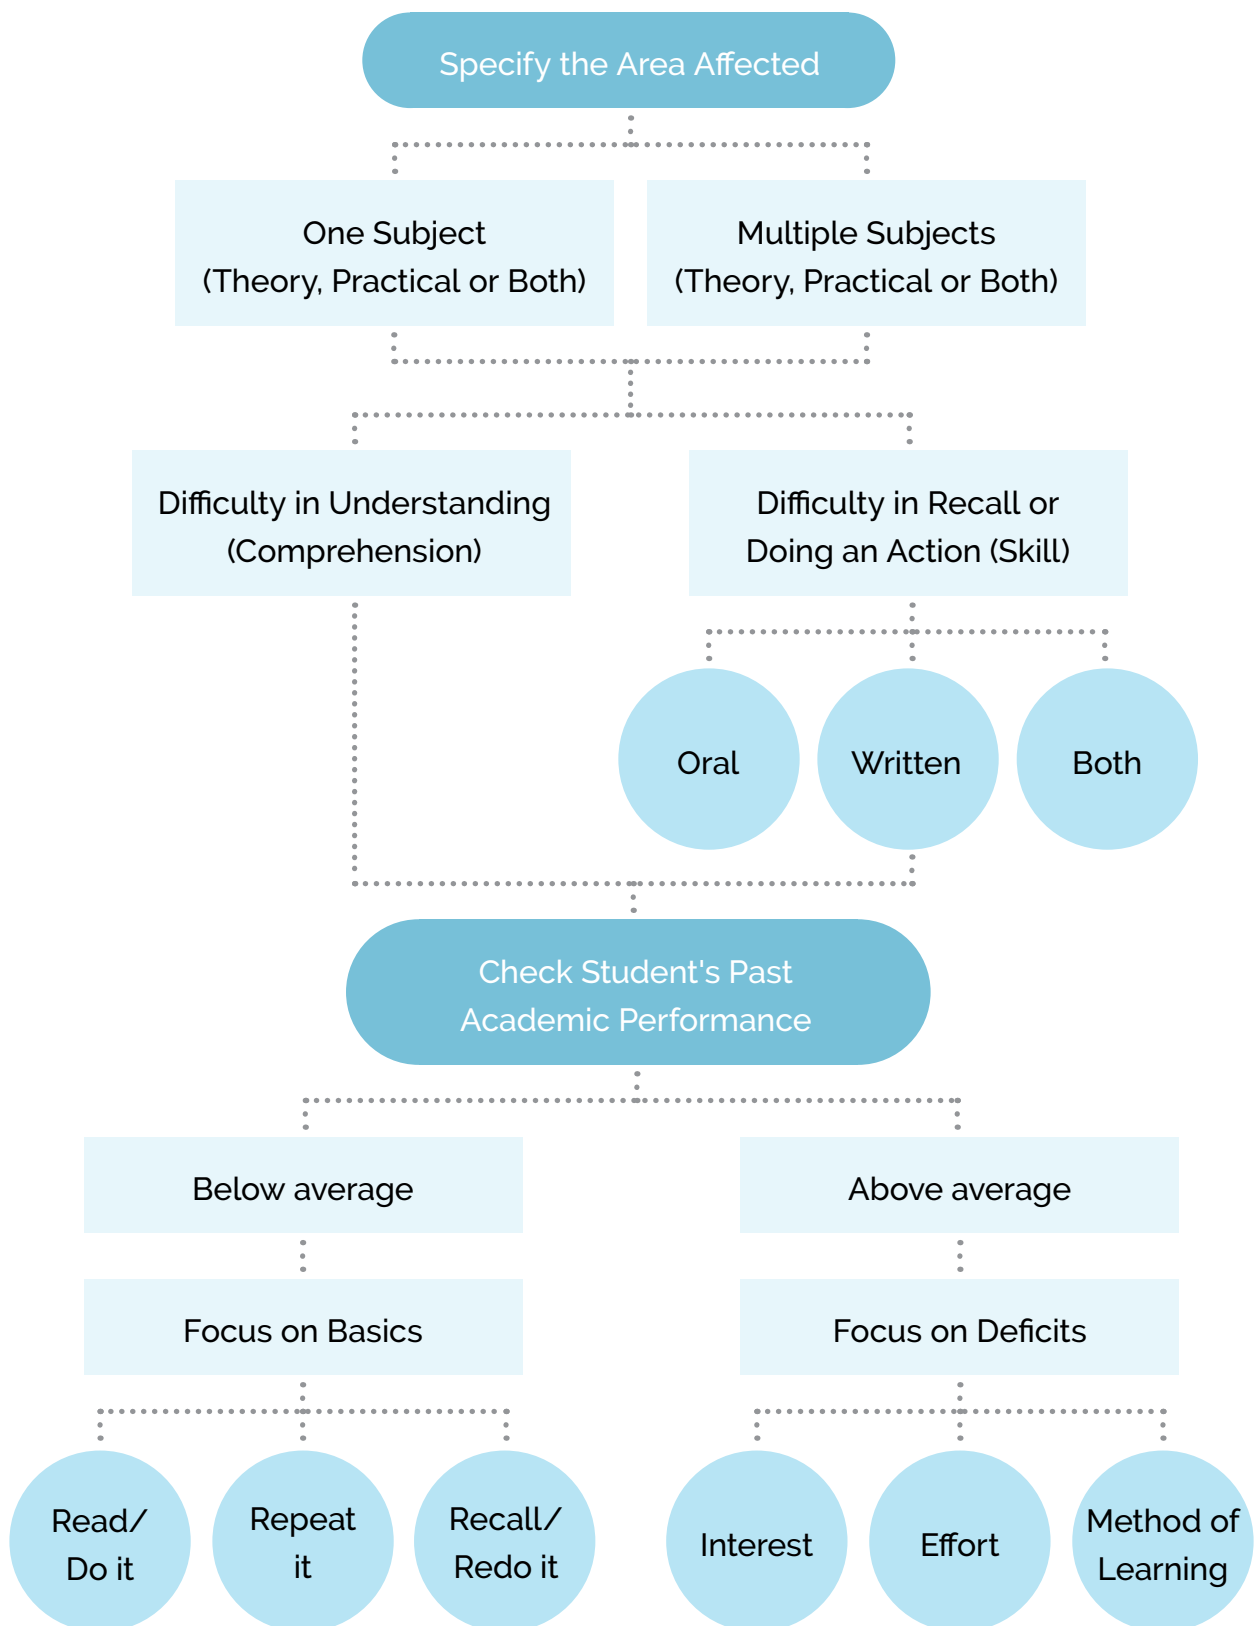 Specify the Area Affected
One Subject
(Theory, Practical or Both)
Multiple Subjects
(Theory, Practical or Both)
Difficulty in Understanding
(Comprehension)
Difficulty in Recall or
Doing an Action (Skill)
Oral
Written
Both
Check Student's Past
Academic Performance
Below average
Above average
Focus on Basics
Focus on Deficits
Read/
Do it
Repeat
it
Recall/
Redo it
Interest
Effort
Method of
Learning